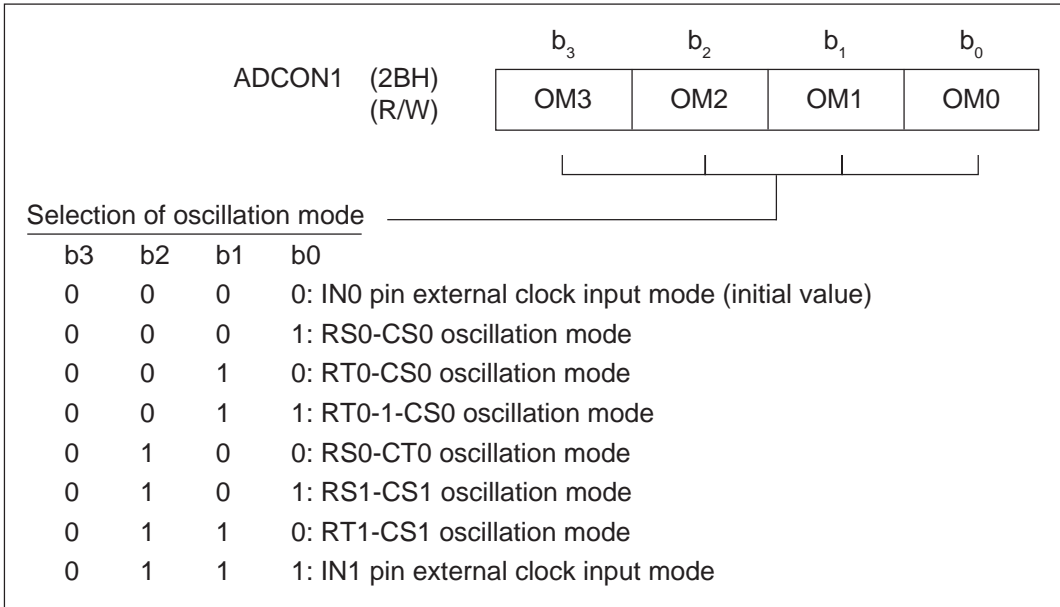 b3 b2 b1 b0
ADCON1 (2BH)
(R/W)
OM3 OM2 OM1 OM0
Selection of oscillation mode
b3 b2 b1 b0
0 0 0 0: IN0 pin external clock input mode (initial value)
0 0 0 1: RS0-CS0 oscillation mode
0 0 1 0: RT0-CS0 oscillation mode
0 0 1 1: RT0-1-CS0 oscillation mode
0 1 0 0: RS0-CT0 oscillation mode
0 1 0 1: RS1-CS1 oscillation mode
0 1 1 0: RT1-CS1 oscillation mode
0 1 1 1: IN1 pin external clock input mode